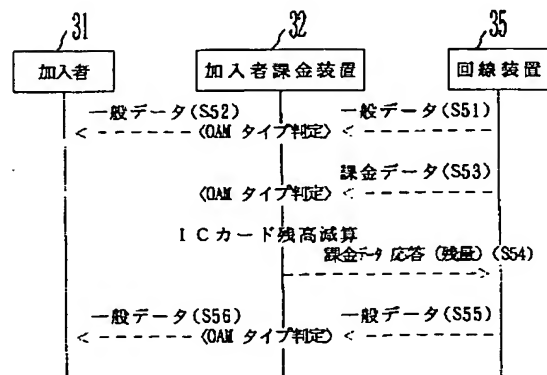 31 32 35
加入者 加入者課金装置 回線装置
一般データ(S52) 一般データ(S51)
〈OAM タイプ判定〉
課金データ(S53)
〈OAM タイプ判定〉
ICカード残高減算
課金データ 応答 (残量) (S54)
一般データ(S56) 一般データ(S55)
〈OAM タイプ判定〉